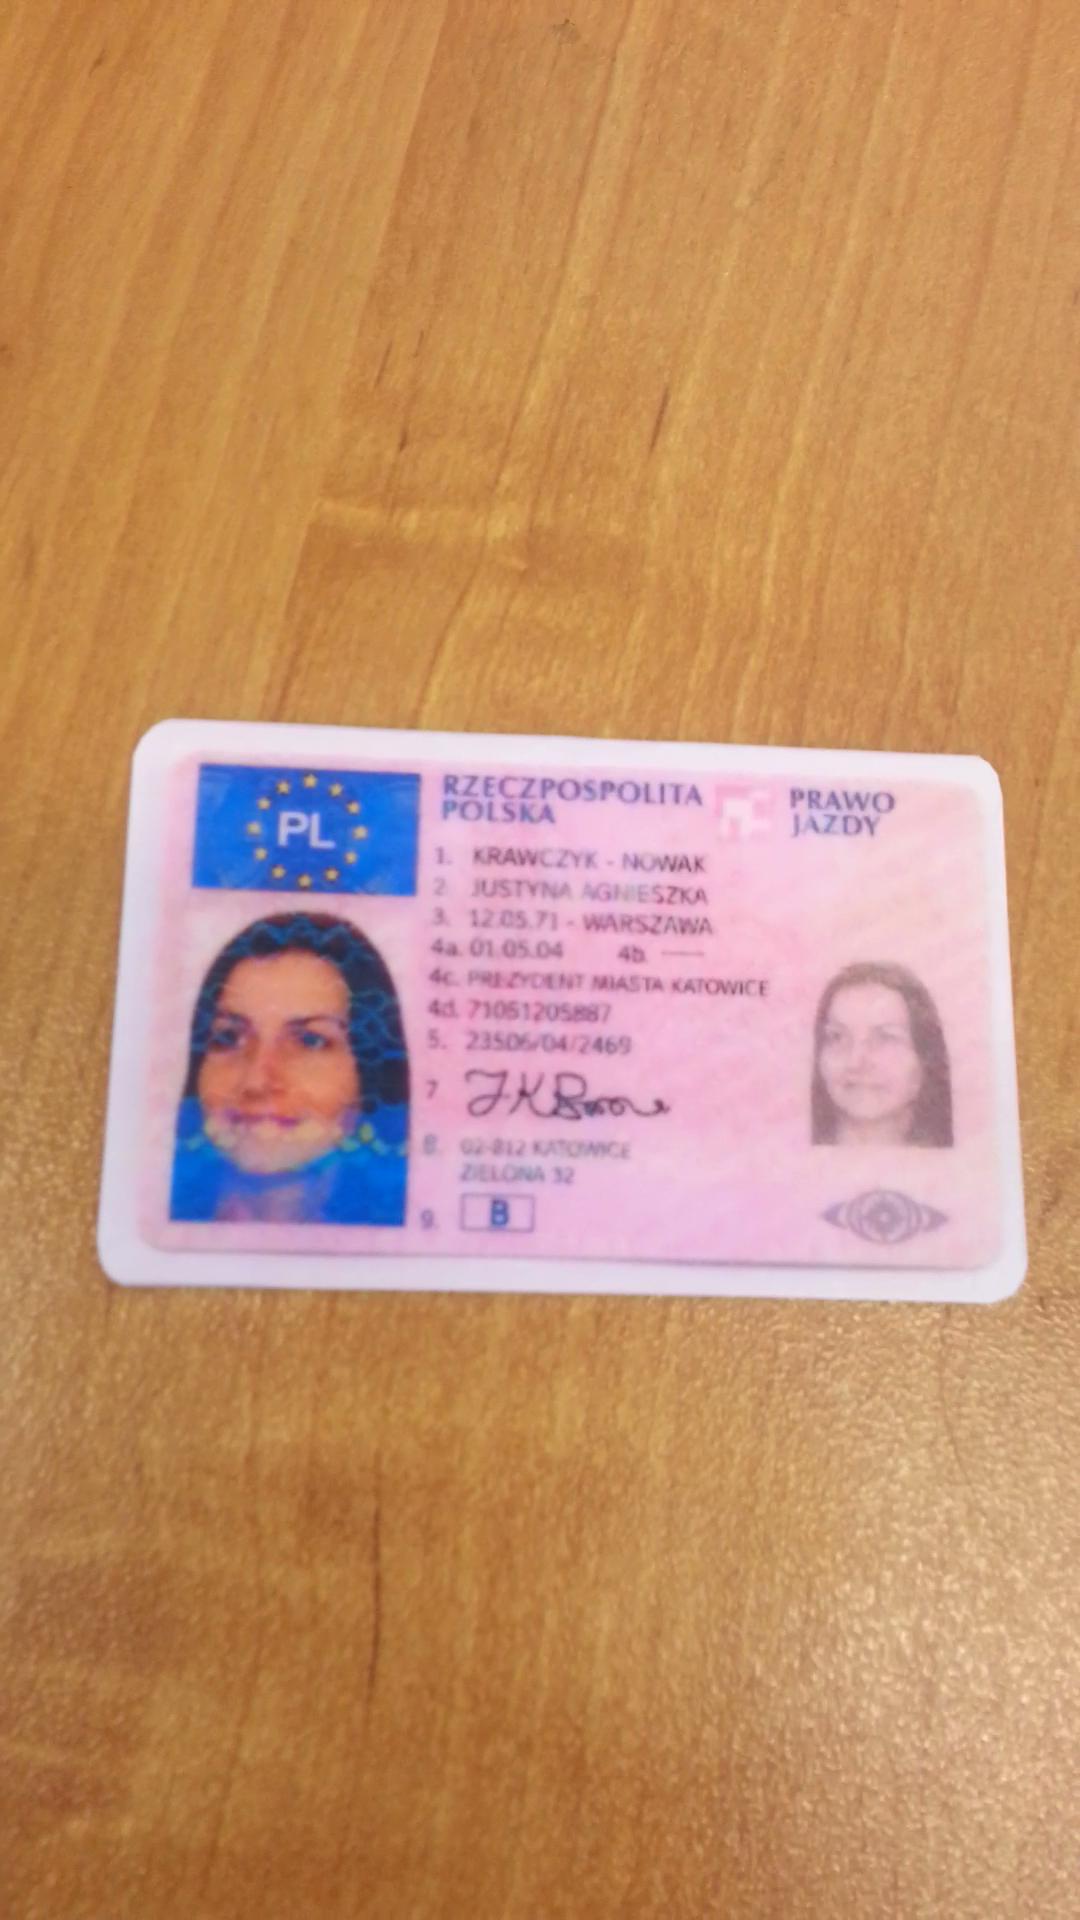 PL
RZECZPOSPOLITA
POLSKA
PRAWO
JAZDY
1. KRAWCZYK - NOWAK
2. JUSTYNA AGNIESZKA
3. 12.05.71 - WARSZAWA
4a. 01.05.04 4b. ——
4c. PREZYDENT MIASTA KATOWICE
4d. 71051205887
5. 23506/04/2469
7
8. 02-812 KATOWICE
ZIELONA 32
9. B